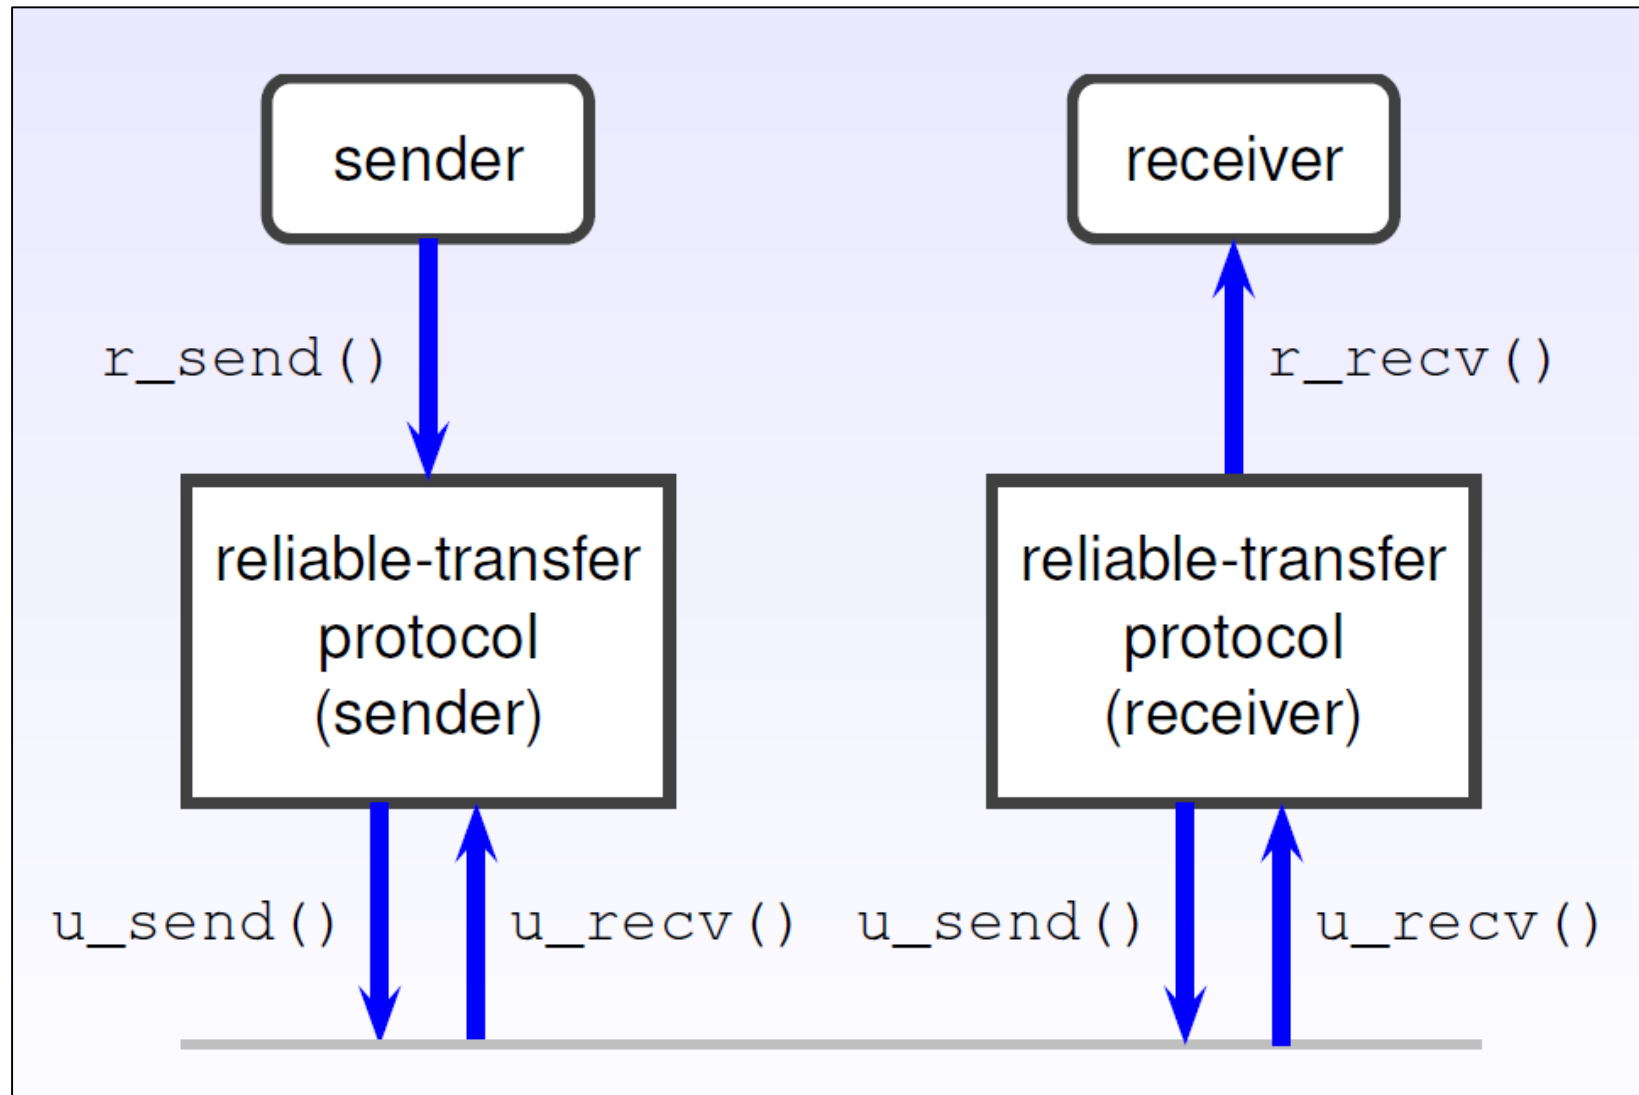 sender
receiver
r_send()
r_recv()
reliable-transfer
protocol
(sender)
reliable-transfer
protocol
(receiver)
u_send()
u_recv()
u_send()
u_recv()